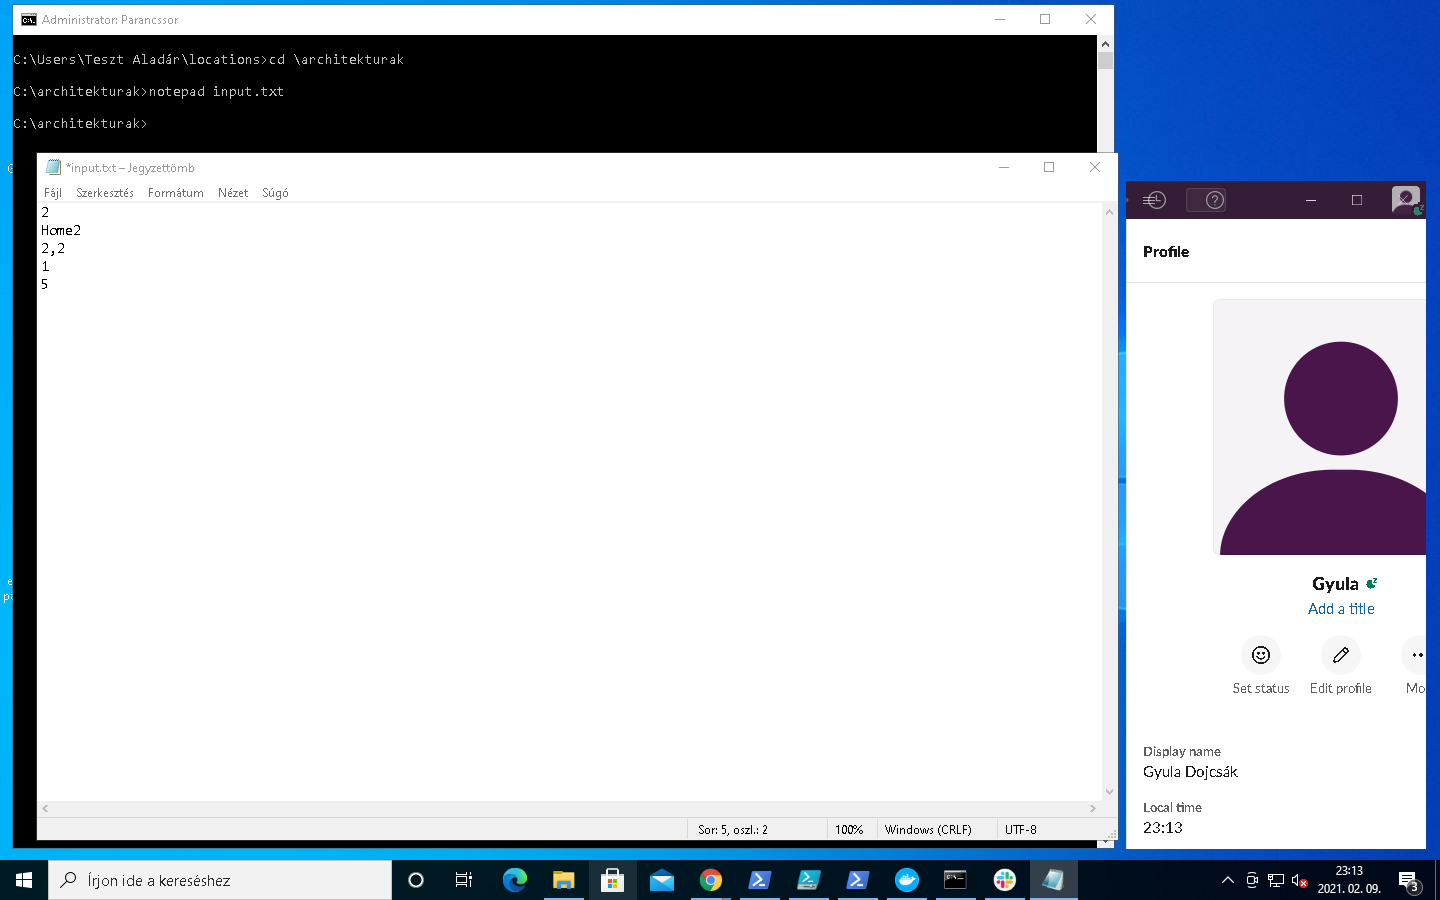 Administrator: Parancssor
C:\Users\Teszt Aladár\locations>cd \architekturak
C:\architekturak>notepad input.txt
C:\architekturak>
*input.txt – Jegyzettömb
Fájl Szerkesztés Formátum Nézet Súgó
2
Home2
2,2
1
5
Sor: 5, oszl.: 2 100% Windows (CRLF) UTF-8
Profile
Gyula
Add a title
Set status Edit profile Mo
Display name
Gyula Dojcsák
Local time
23:13
Írjon ide a kereséshez
23:13
2021. 02. 09.
3